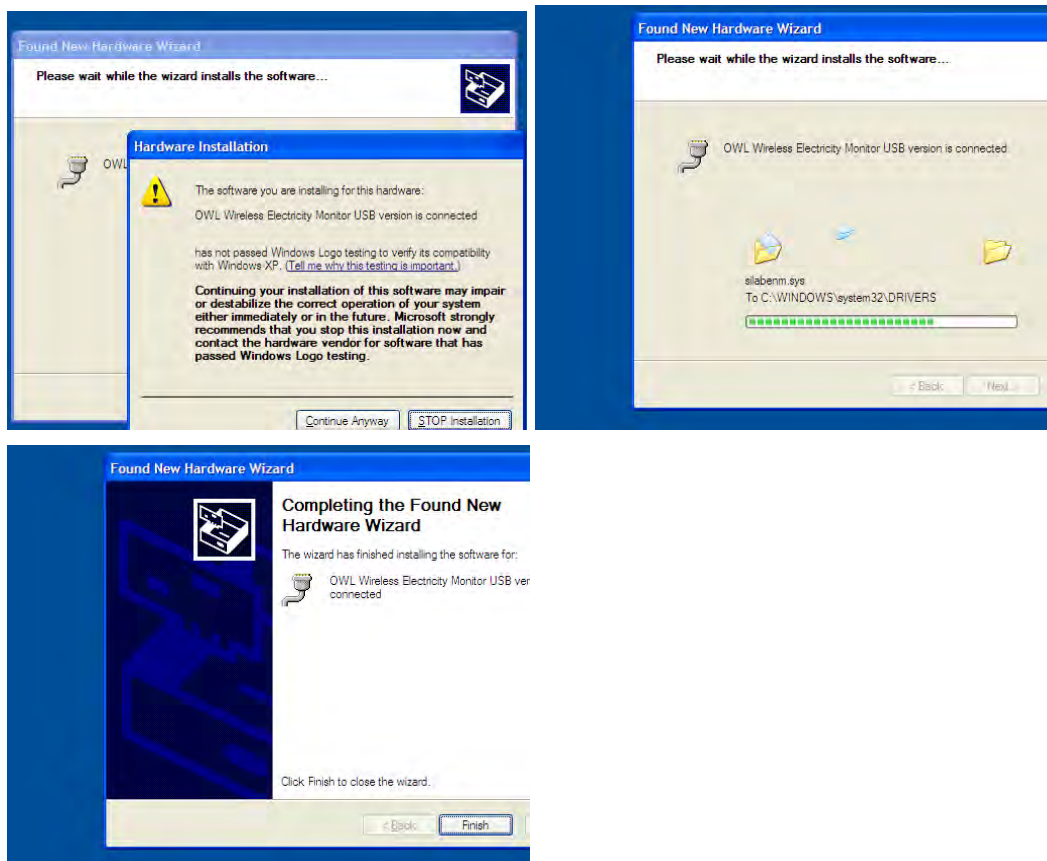 Found New Hardware Wizard
Please wait while the wizard installs the software...
OWL
Hardware Installation
The software you are installing for this hardware:
OWL Wireless Electricity Monitor USB version is connected
has not passed Windows Logo testing to verify its compatibility
with Windows XP. (Tell me why this testing is important.)
Continuing your installation of this software may impair
or destabilize the correct operation of your system
either immediately or in the future. Microsoft strongly
recommends that you stop this installation now and
contact the hardware vendor for software that has
passed Windows Logo testing.
Continue Anyway
STOP Installation
Found New Hardware Wizard
Please wait while the wizard installs the software...
OWL Wireless Electricity Monitor USB version is connected
silabenm.sys
To C:\WINDOWS\system32\DRIVERS
< Back
Next >
Found New Hardware Wizard
Completing the Found New
Hardware Wizard
The wizard has finished installing the software for:
OWL Wireless Electricity Monitor USB ver
connected
Click Finish to close the wizard.
< Back
Finish